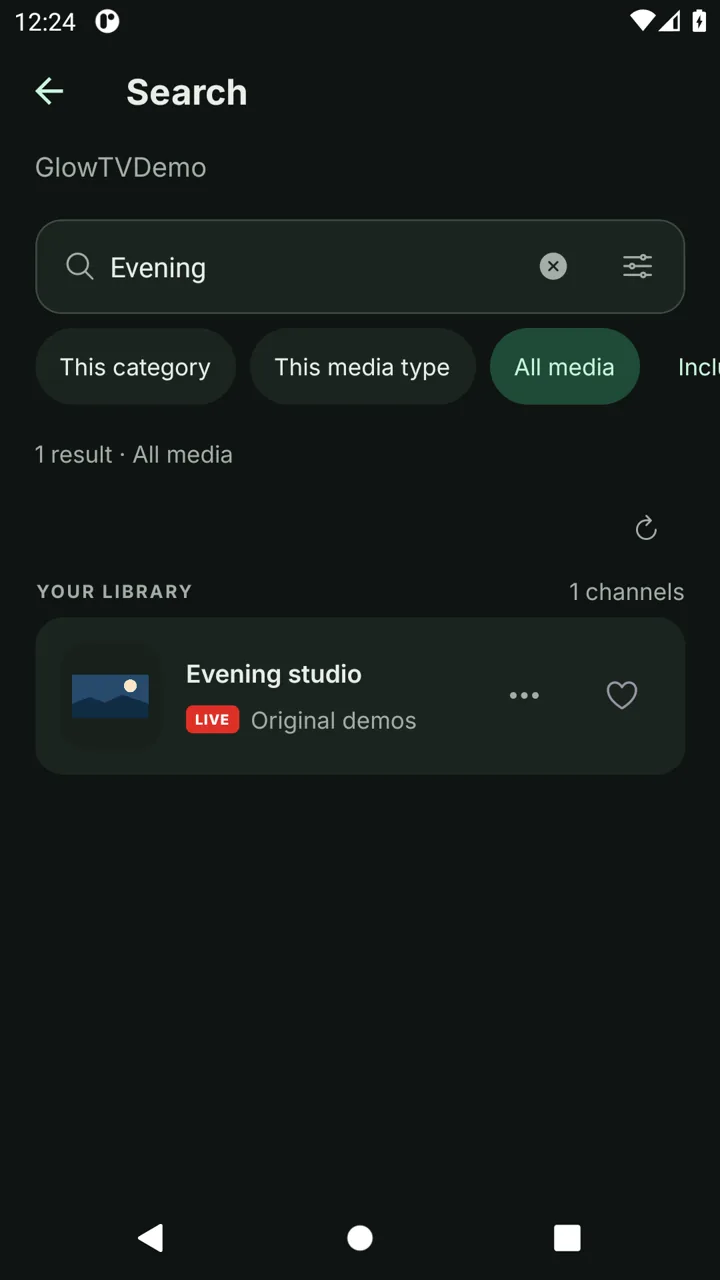 12:24
Search
GlowTVDemo
Evening
This category This media type All media Inclu
1 result · All media
YOUR LIBRARY 1 channels
Evening studio
LIVE Original demos